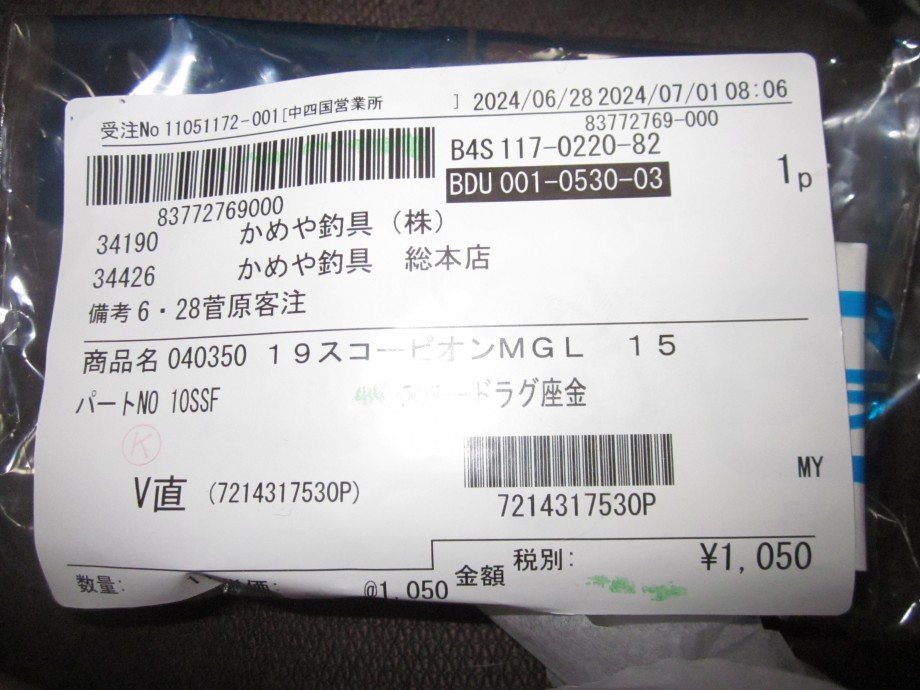 受注No 11051172-001[中四国営業所 ] 2024/06/28 2024/07/01 08:06
83772769-000
B4S 117-0220-82
BDU 001-0530-03
1p
83772769000
34190 かめや釣具（株）
34426 かめや釣具 総本店
備考 6・28菅原客注
商品名 040350 19スコーピオンMGL 15
パートNO 10SSF ドラグ座金
K
V直 (7214317530P)
7214317530P
MY
金額 税別: ¥1,050
数量: 1 @1,050